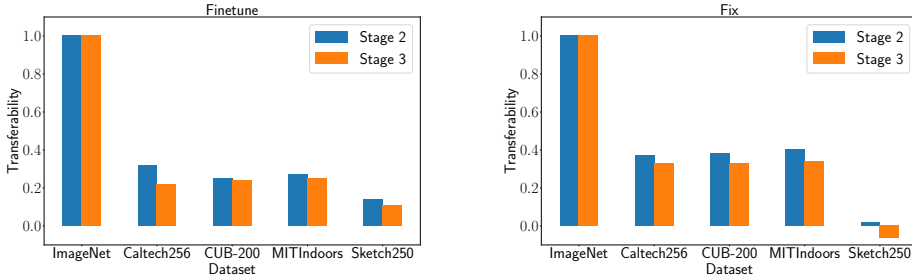 Finetune
Transferability
1.0
0.8
0.6
0.4
0.2
0.0
Stage 2
Stage 3
ImageNet
Caltech256
CUB-200
MITIndoors
Sketch250
Dataset
Fix
Transferability
1.0
0.8
0.6
0.4
0.2
0.0
Stage 2
Stage 3
ImageNet
Caltech256
CUB-200
MITIndoors
Sketch250
Dataset